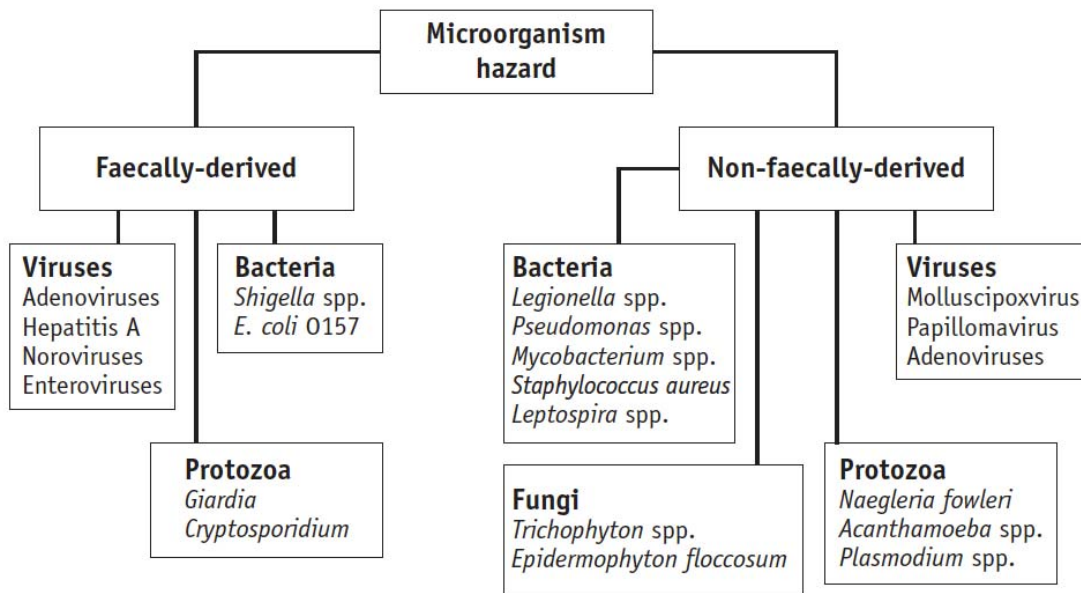 Microorganism
hazard
Faecally-derived
Non-faecally-derived
Viruses
Adenoviruses
Hepatitis A
Noroviruses
Enteroviruses
Bacteria
Shigella spp.
E. coli O157
Protozoa
Giardia
Cryptosporidium
Bacteria
Legionella spp.
Pseudomonas spp.
Mycobacterium spp.
Staphylococcus aureus
Leptospira spp.
Fungi
Trichophyton spp.
Epidermophyton floccosum
Protozoa
Naegleria fowleri
Acanthamoeba spp.
Plasmodium spp.
Viruses
Molluscipoxvirus
Papillomavirus
Adenoviruses